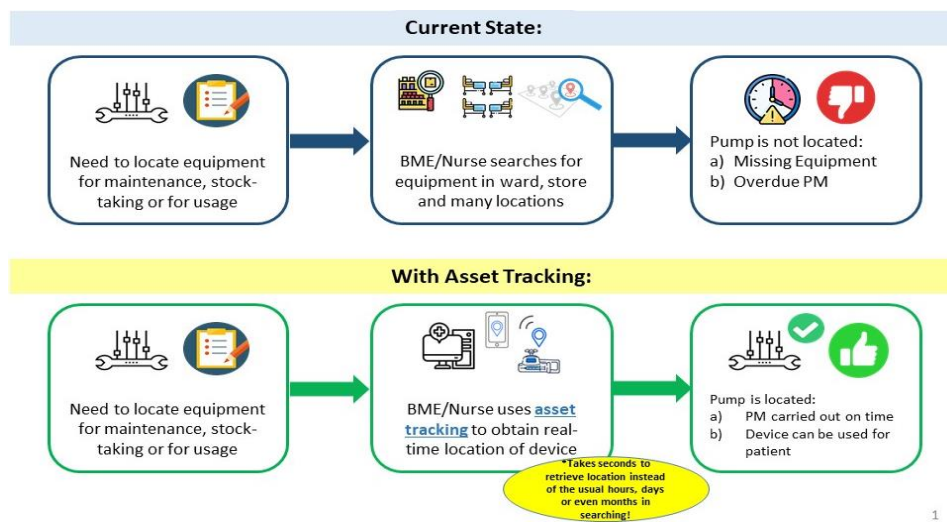 Current State:
Need to locate equipment
for maintenance, stock-
taking or for usage
BME/Nurse searches for
equipment in ward, store
and many locations
Pump is not located:
a) Missing Equipment
b) Overdue PM
With Asset Tracking:
Need to locate equipment
for maintenance, stock-
taking or for usage
BME/Nurse uses asset
tracking to obtain real-
time location of device
*Takes seconds to
retrieve location instead
of the usual hours, days
or even months in
searching!
Pump is located:
a) PM carried out on time
b) Device can be used for
patient
1